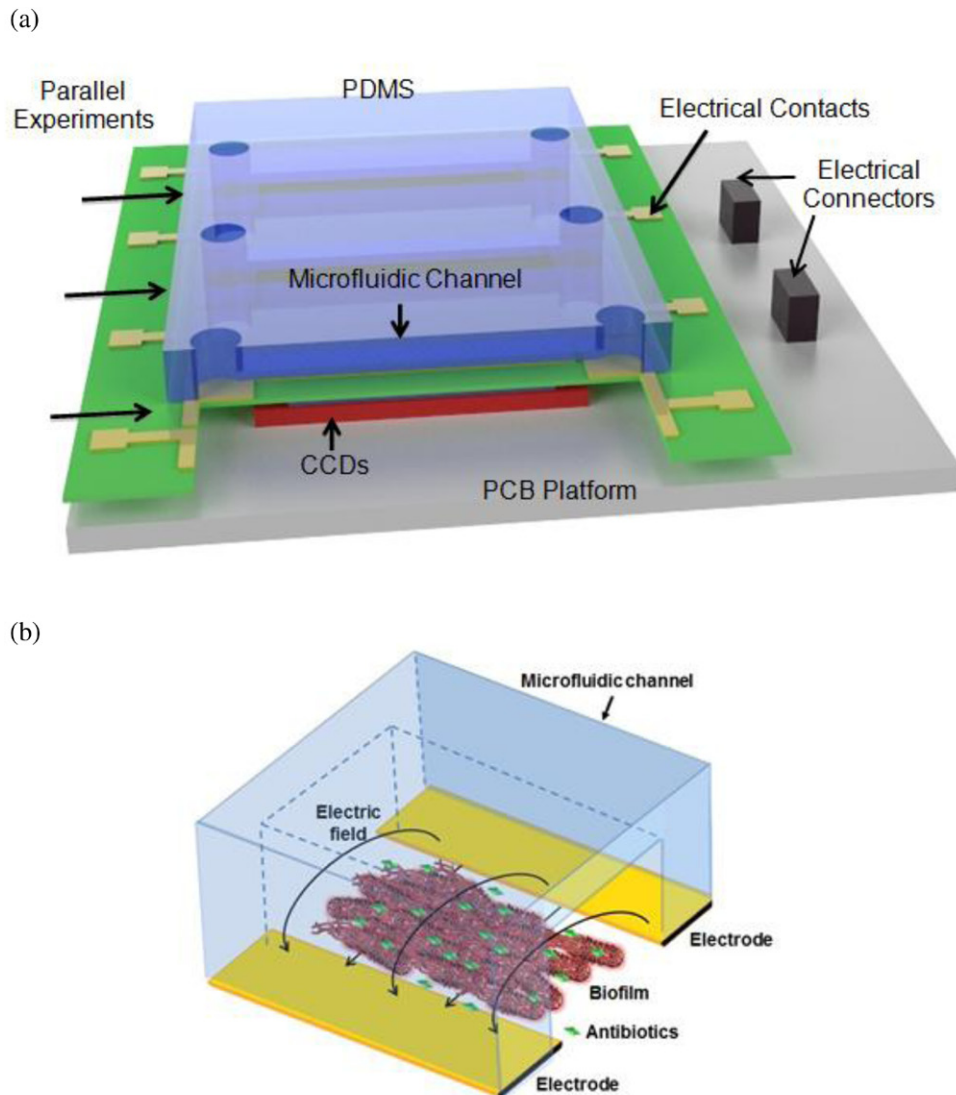 (a)
Parallel
Experiments
PDMS
Electrical Contacts
Electrical
Connectors
Microfluidic Channel
CCDs
PCB Platform
(b)
Microfluidic channel
Electric
field
Electrode
Biofilm
Antibiotics
Electrode